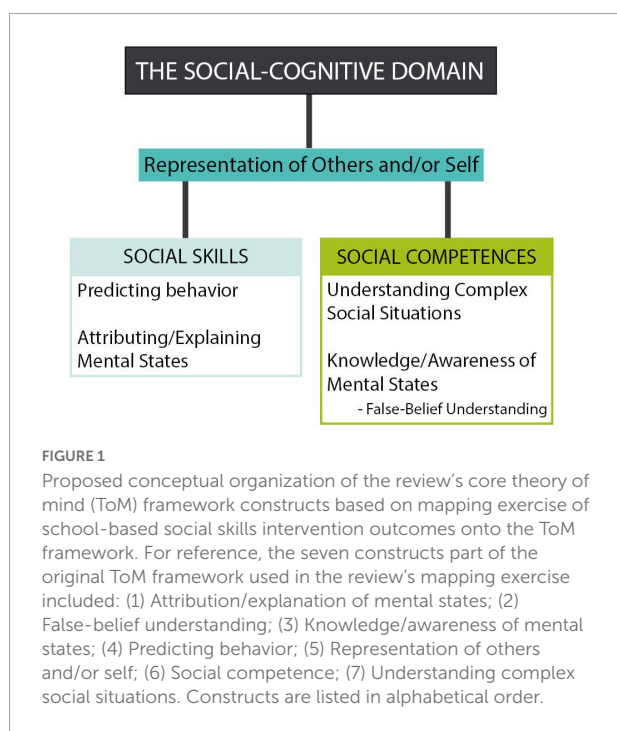 THE SOCIAL-COGNITIVE DOMAIN
Representation of Others and/or Self
SOCIAL SKILLS
Predicting behavior
Attributing/Explaining
Mental States
SOCIAL COMPETENCES
Understanding Complex
Social Situations
Knowledge/Awareness of
Mental States
- False-Belief Understanding
FIGURE 1
Proposed conceptual organization of the review's core theory of
mind (ToM) framework constructs based on mapping exercise of
school-based social skills intervention outcomes onto the ToM
framework. For reference, the seven constructs part of the
original ToM framework used in the review's mapping exercise
included: (1) Attribution/explanation of mental states; (2)
False-belief understanding; (3) Knowledge/awareness of mental
states; (4) Predicting behavior; (5) Representation of others
and/or self; (6) Social competence; (7) Understanding complex
social situations. Constructs are listed in alphabetical order.